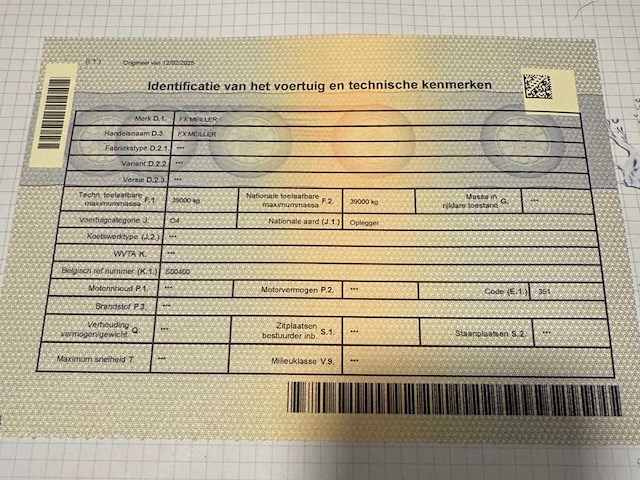 (I.1.) Origineel van 12/02/2025
Identificatie van het voertuig en technische kenmerken
Merk D.1. FX MEILLER
Handelsnaam D.3. FX MEILLER
Fabriekstype D.2.1. ***
Variant D.2.2. ***
Versie D.2.3. ***
Techn. toelaatbare maximummassa F.1. 39000 kg Nationale toelaatbare maximummassa F.2. 39000 kg Massa in rijklare toestand G. ***
Voertuigcategorie J. O4 Nationale aard (J.1.) Oplegger
Koetswerktype (J.2.) ***
WVTA K. ***
Belgisch ref.nummer (K.1.) S00400
Motorinhoud P.1. *** Motorvermogen P.2. *** Code (E.1.) 351
Brandstof P.3. ***
Verhouding vermogen/gewicht Q. *** Zitplaatsen bestuurder inb. S.1. *** Staanplaatsen S.2. ***
Maximum snelheid T. *** Milieuklasse V.9. ***